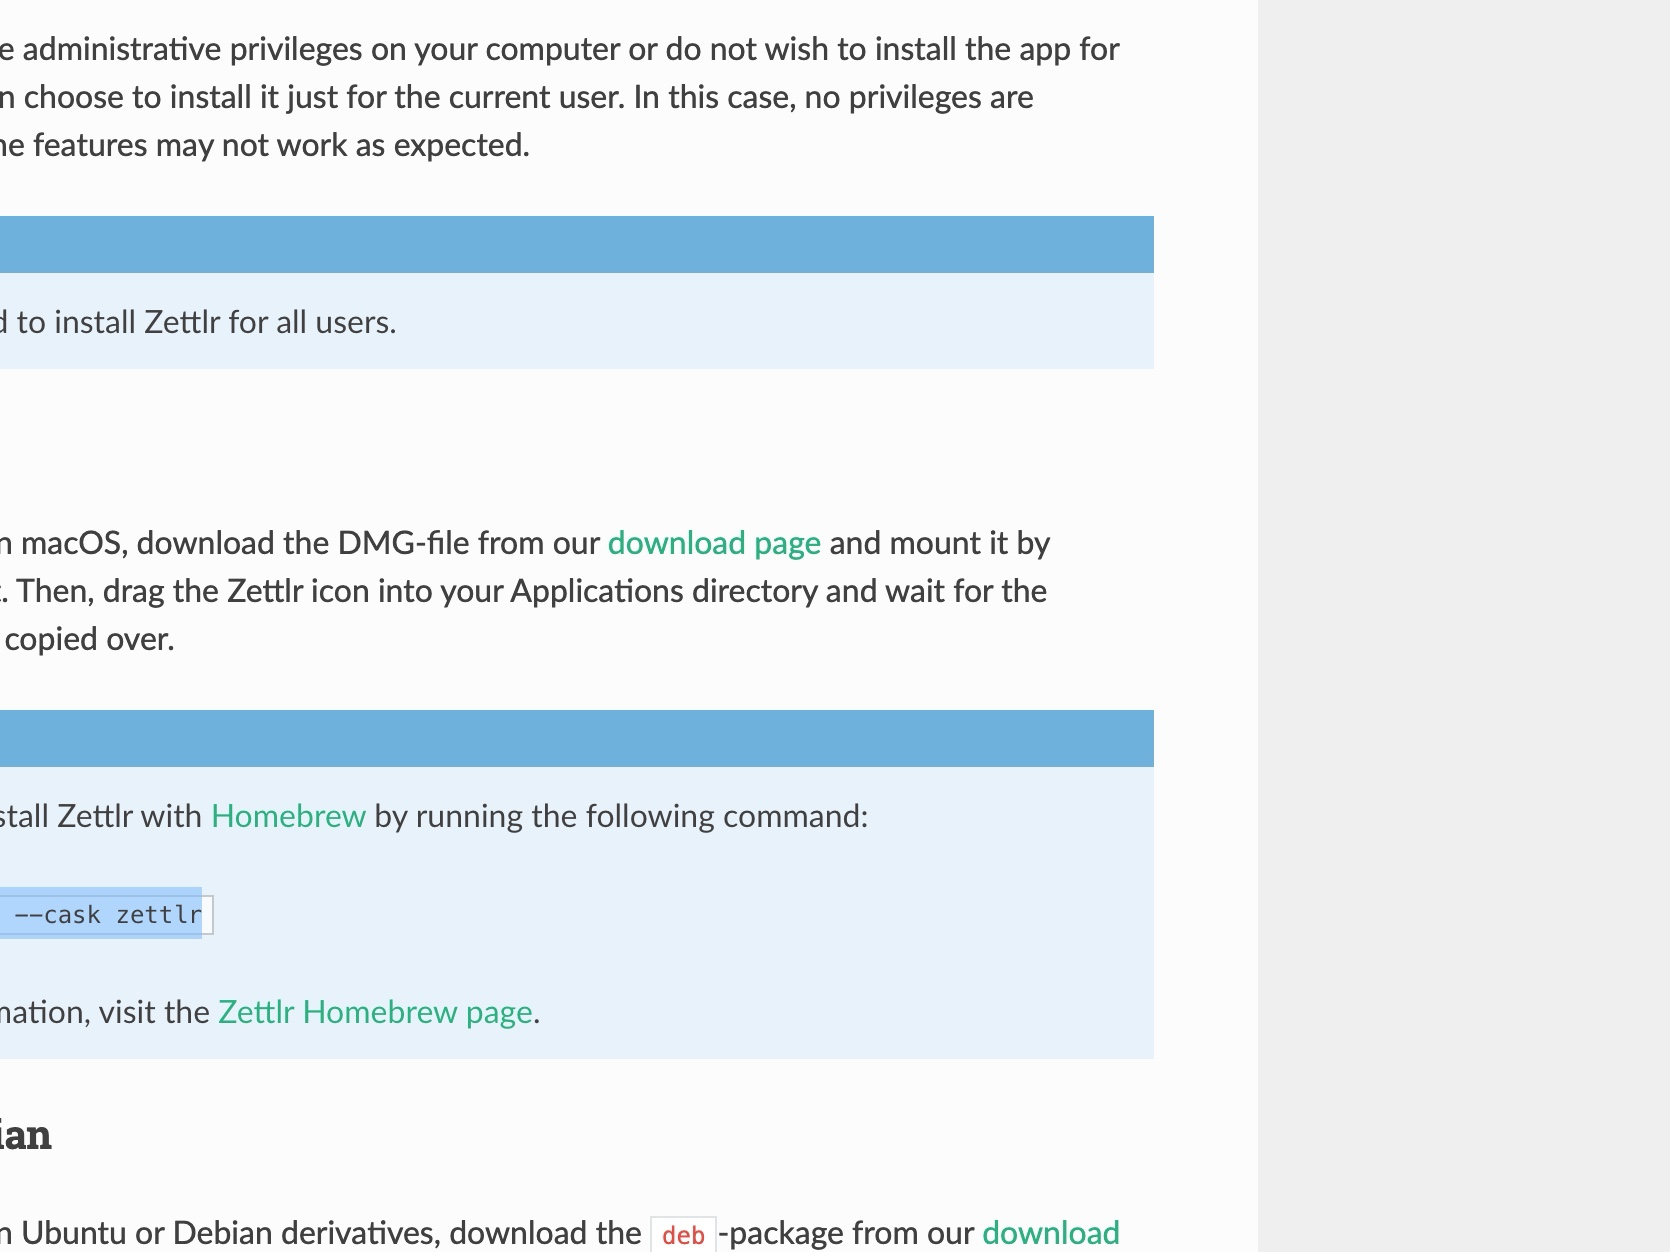 e administrative privileges on your computer or do not wish to install the app for
n choose to install it just for the current user. In this case, no privileges are
ne features may not work as expected.
d to install Zettlr for all users.
n macOS, download the DMG-file from our download page and mount it by
. Then, drag the Zettlr icon into your Applications directory and wait for the
copied over.
stall Zettlr with Homebrew by running the following command:
--cask zettlr
mation, visit the Zettlr Homebrew page.
ian
n Ubuntu or Debian derivatives, download the deb -package from our download